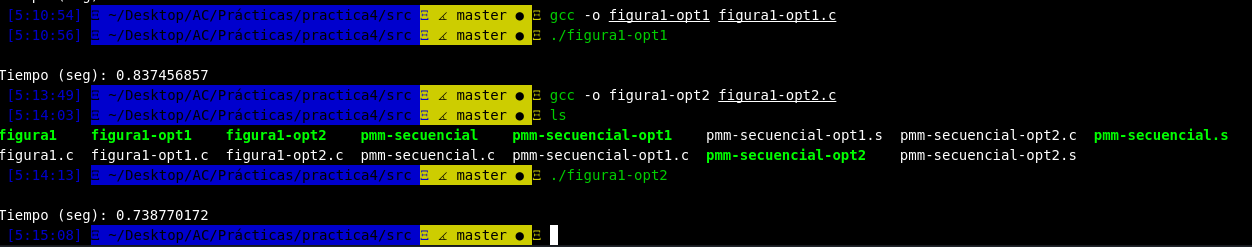 [5:10:54] Ξ ~/Desktop/AC/Prácticas/practica4/src Ξ ∡ master ● Ξ gcc -o figura1-opt1 figura1-opt1.c
[5:10:56] Ξ ~/Desktop/AC/Prácticas/practica4/src Ξ ∡ master ● Ξ ./figura1-opt1
Tiempo (seg): 0.837456857
[5:13:49] Ξ ~/Desktop/AC/Prácticas/practica4/src Ξ ∡ master ● Ξ gcc -o figura1-opt2 figura1-opt2.c
[5:14:03] Ξ ~/Desktop/AC/Prácticas/practica4/src Ξ ∡ master ● Ξ ls
figura1 figura1-opt1 figura1-opt2 pmm-secuencial pmm-secuencial-opt1 pmm-secuencial-opt1.s pmm-secuencial-opt2.c pmm-secuencial.s
figura1.c figura1-opt1.c figura1-opt2.c pmm-secuencial.c pmm-secuencial-opt1.c pmm-secuencial-opt2 pmm-secuencial-opt2.s
[5:14:13] Ξ ~/Desktop/AC/Prácticas/practica4/src Ξ ∡ master ● Ξ ./figura1-opt2
Tiempo (seg): 0.738770172
[5:15:08] Ξ ~/Desktop/AC/Prácticas/practica4/src Ξ ∡ master ● Ξ